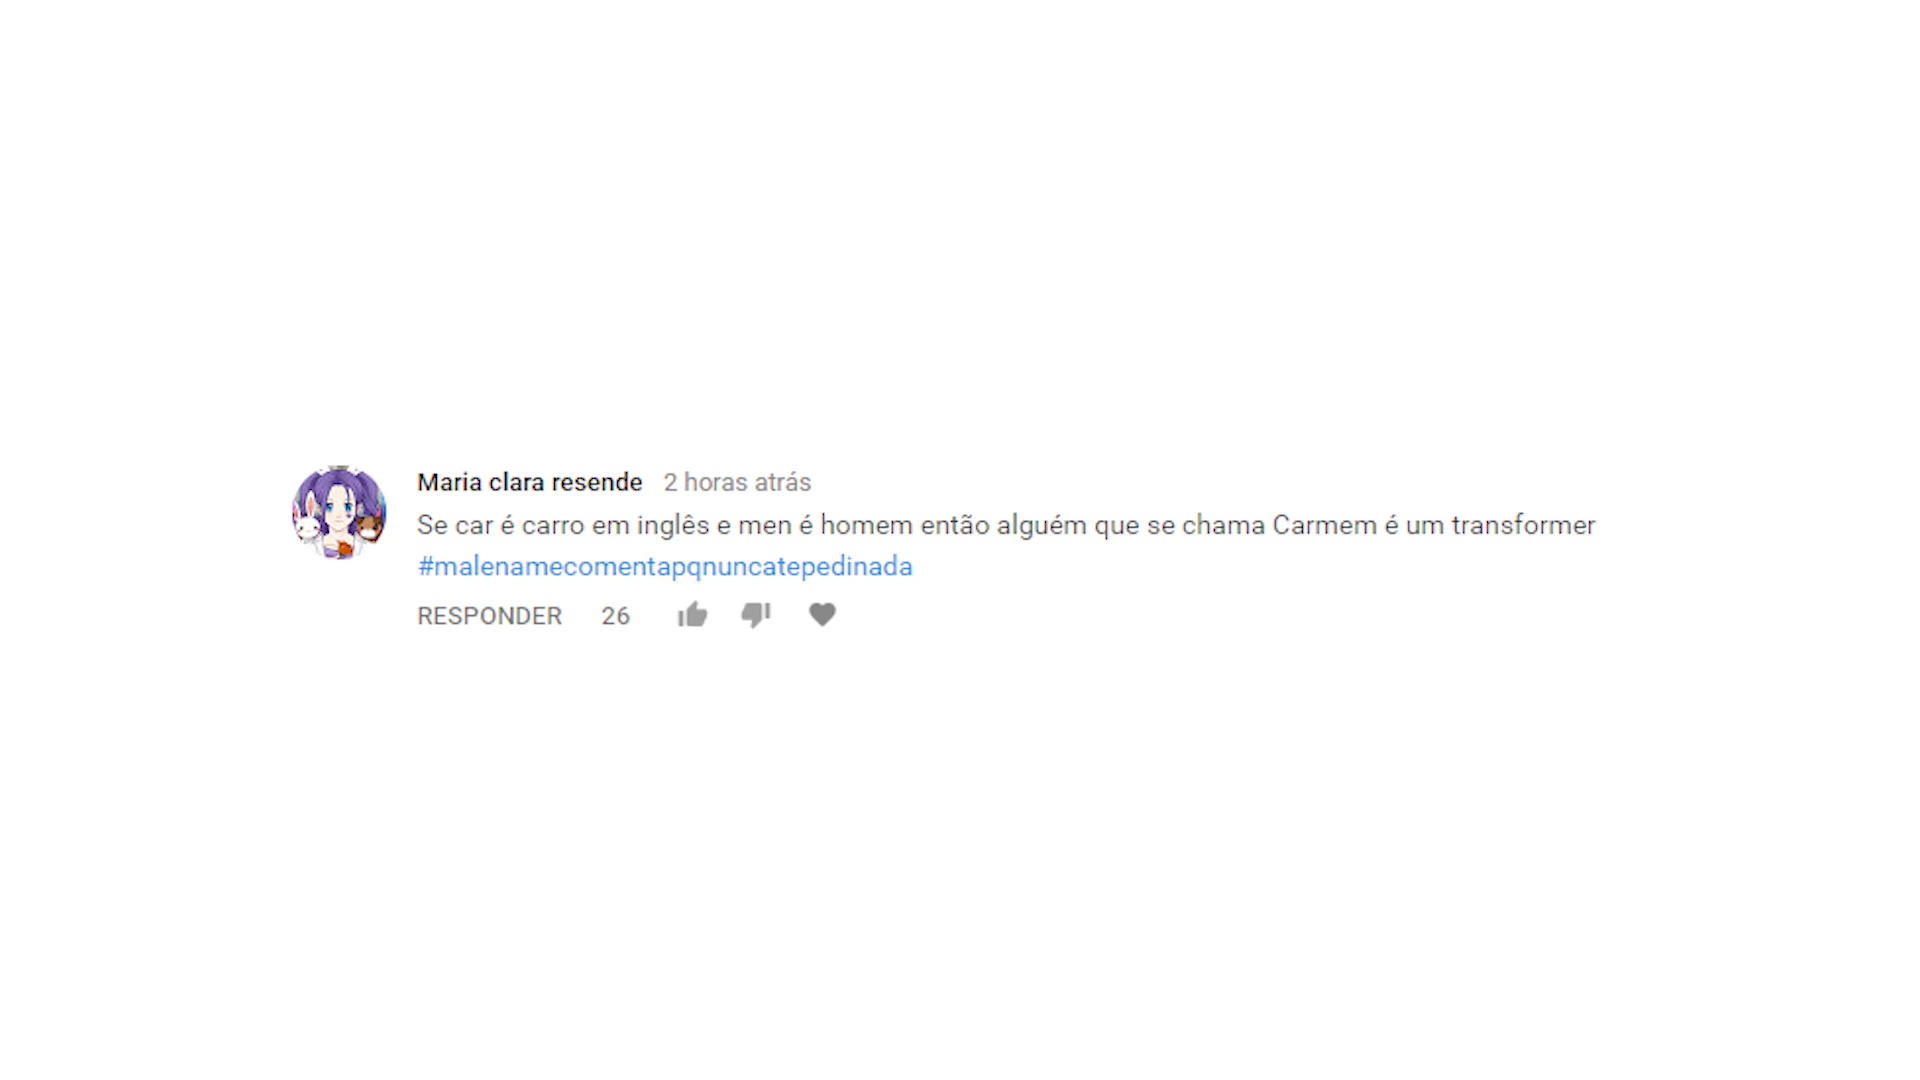 Maria clara resende 2 horas atrás
Se car é carro em inglês e men é homem então alguém que se chama Carmem é um transformer
#malenamecomentapqnuncatepedinada
RESPONDER 26